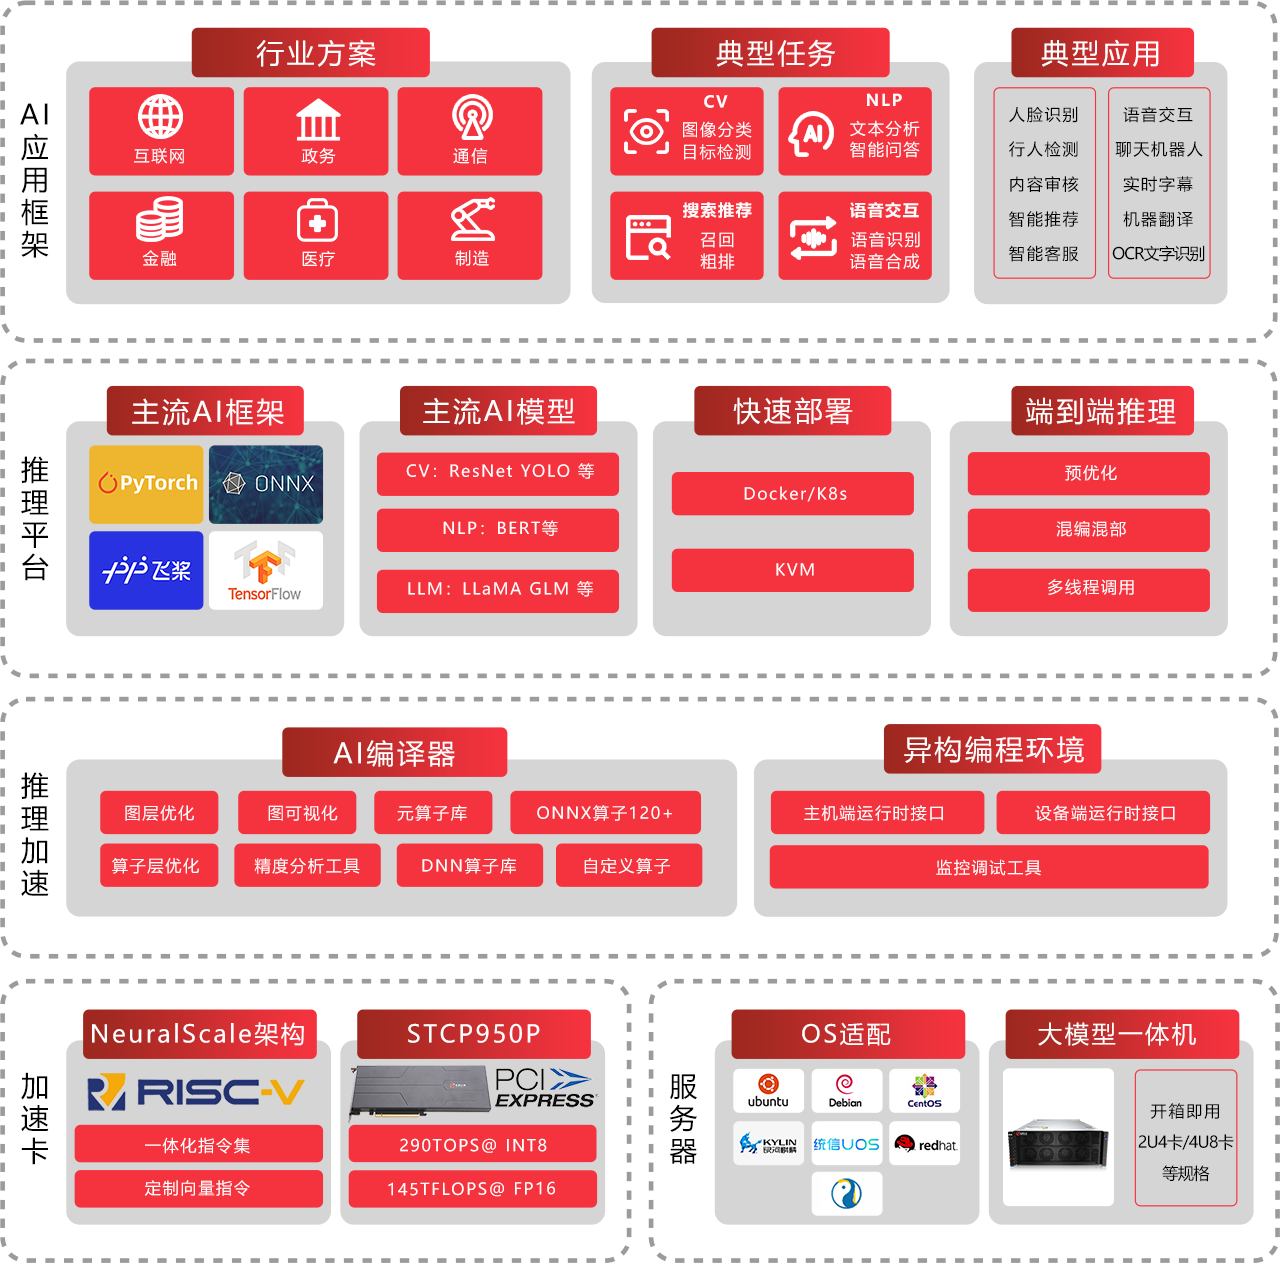 AI应用框架
行业方案
互联网
政务
通信
金融
医疗
制造
典型任务
CV
图像分类
目标检测
NLP
文本分析
智能问答
搜索推荐
召回
粗排
语音交互
语音识别
语音合成
典型应用
人脸识别
行人检测
内容审核
智能推荐
智能客服
语音交互
聊天机器人
实时字幕
机器翻译
OCR文字识别
推理平台
主流AI框架
PyTorch
ONNX
飞桨
TensorFlow
主流AI模型
CV：ResNet YOLO 等
NLP：BERT等
LLM：LLaMA GLM 等
快速部署
Docker/K8s
KVM
端到端推理
预优化
混编混部
多线程调用
推理加速
AI编译器
图层优化
图可视化
元算子库
ONNX算子120+
算子层优化
精度分析工具
DNN算子库
自定义算子
异构编程环境
主机端运行时接口
设备端运行时接口
监控调试工具
加速卡
NeuralScale架构
RISC-V
一体化指令集
定制向量指令
STCP950P
PCI
EXPRESS
290TOPS@ INT8
145TFLOPS@ FP16
服务器
OS适配
ubuntu
Debian
CentOS
KYLIN
银河麒麟
统信UOS
redhat.
大模型一体机
开箱即用
2U4卡/4U8卡
等规格